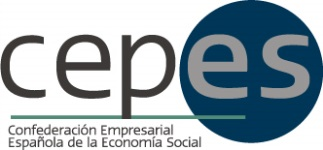 cepes
Confederación Empresarial
Española de la Economía Social